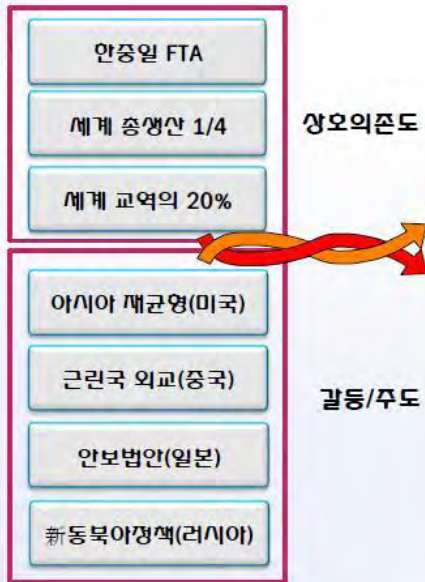 한중일 FTA
세계 총생산 1/4
상호의존도
세계 교역의 20%
아시아 재균형(미국)
근린국 외교(중국)
갈등/주도
안보법안(일본)
新동북아정책(러시아)